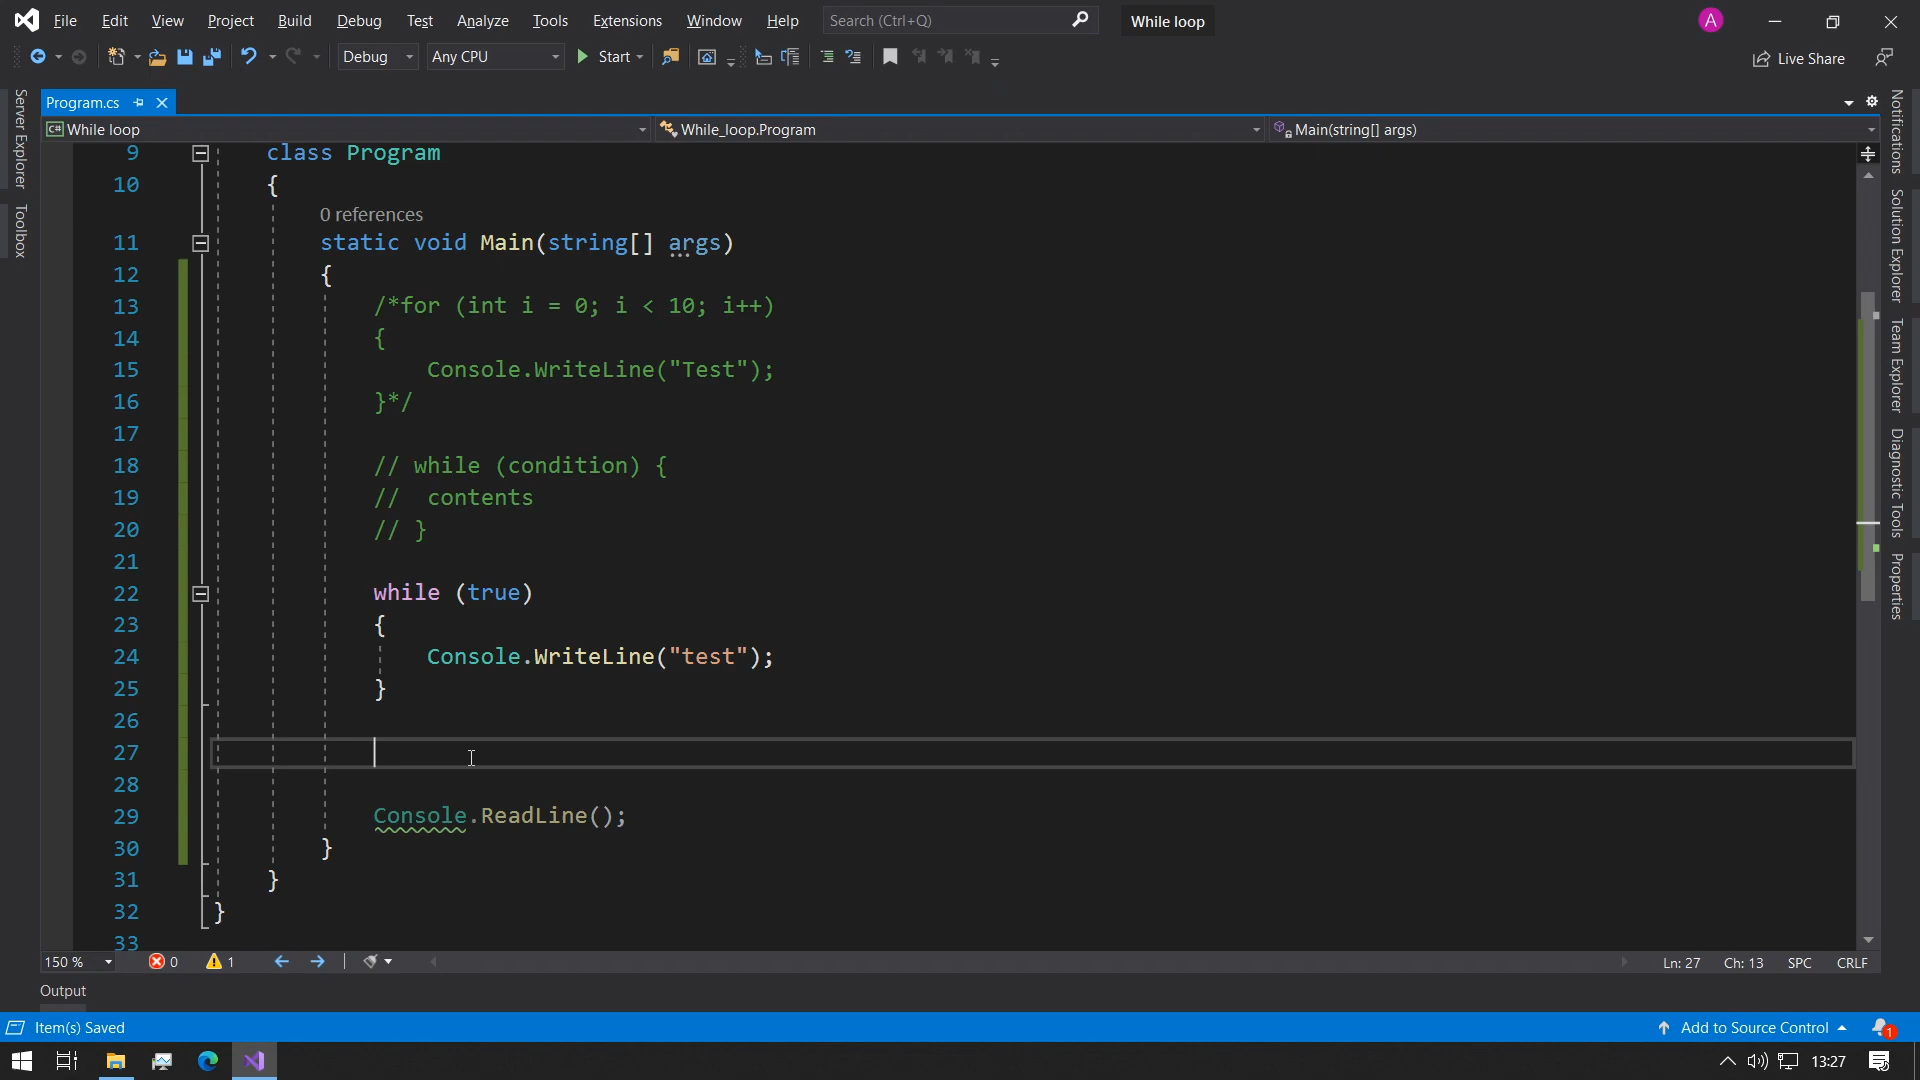 File Edit View Project Build Debug Test Analyze Tools Extensions Window Help Search (Ctrl+Q) While loop A
Debug Any CPU Start Live Share
Server Explorer
Toolbox
Program.cs
C# While loop While_loop.Program Main(string[] args)
9 class Program
10 {
0 references
11 static void Main(string[] args)
12 {
13 /*for (int i = 0; i < 10; i++)
14 {
15 Console.WriteLine("Test");
16 }*/
17
18 // while (condition) {
19 //  contents
20 // }
21
22 while (true)
23 {
24 Console.WriteLine("test");
25 }
26
27
28
29 Console.ReadLine();
30 }
31 }
32 }
33
Notifications
Solution Explorer
Team Explorer
Diagnostic Tools
Properties
150 % 0 1 Ln: 27 Ch: 13 SPC CRLF
Output
Item(s) Saved Add to Source Control 1
13:27